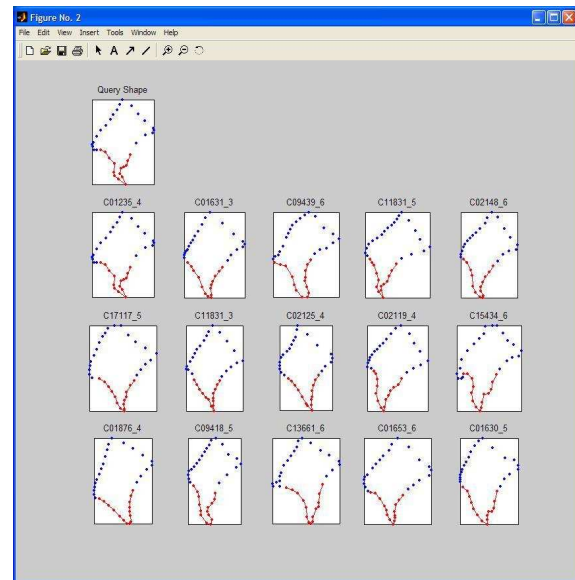 Figure No. 2
File Edit View Insert Tools Window Help
A
Query Shape
C01235_4 C01631_3 C09439_6 C11831_5 C02148_6
C17117_5 C11831_3 C02125_4 C02119_4 C15434_6
C01876_4 C09418_5 C13661_6 C01653_6 C01630_5